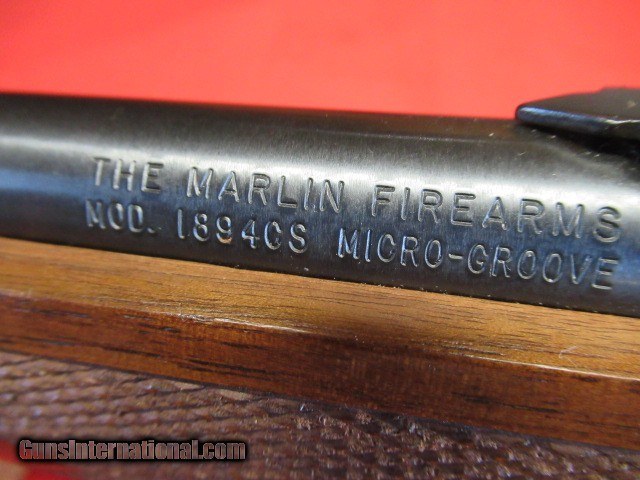 THE MARLIN FIREARMS
MOD. 1894CS MICRO-GROOVE
GunsInternational.com